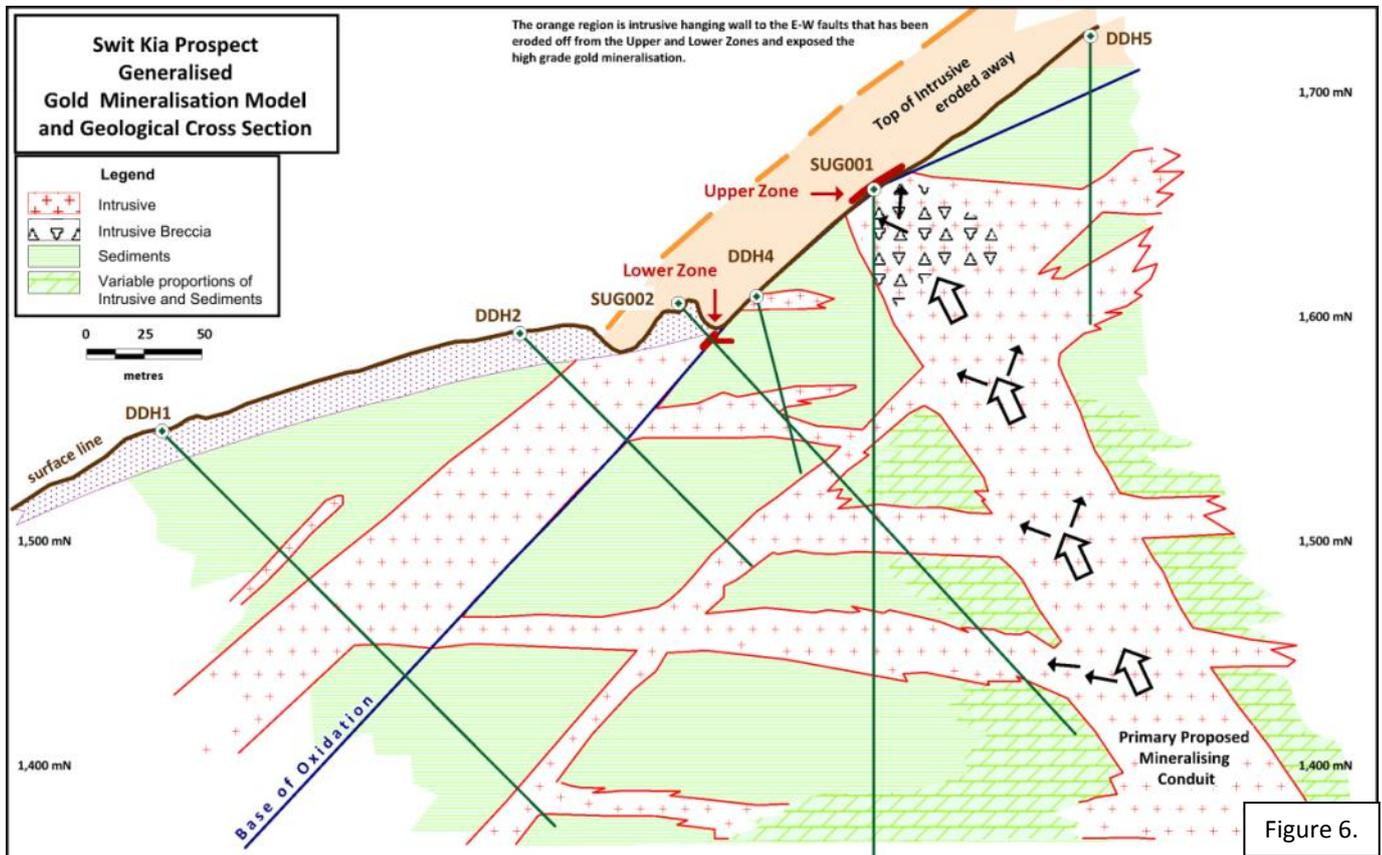 Swit Kia Prospect
Generalised
Gold Mineralisation Model
and Geological Cross Section
The orange region is intrusive hanging wall to the E-W faults that has been
eroded off from the Upper and Lower Zones and exposed the
high grade gold mineralisation.
Legend
Intrusive
Intrusive Breccia
Sediments
Variable proportions of
Intrusive and Sediments
0 25 50
metres
DDH5
1,700 mN
Top of Intrusive
eroded away
SUG001
Upper Zone
DDH4
Lower Zone
SUG002
DDH2
1,600 mN
DDH1
surface line
1,500 mN
1,500 mN
Base of Oxidation
Primary Proposed
Mineralising
Conduit
1,400 mN
1,400 mN
Figure 6.